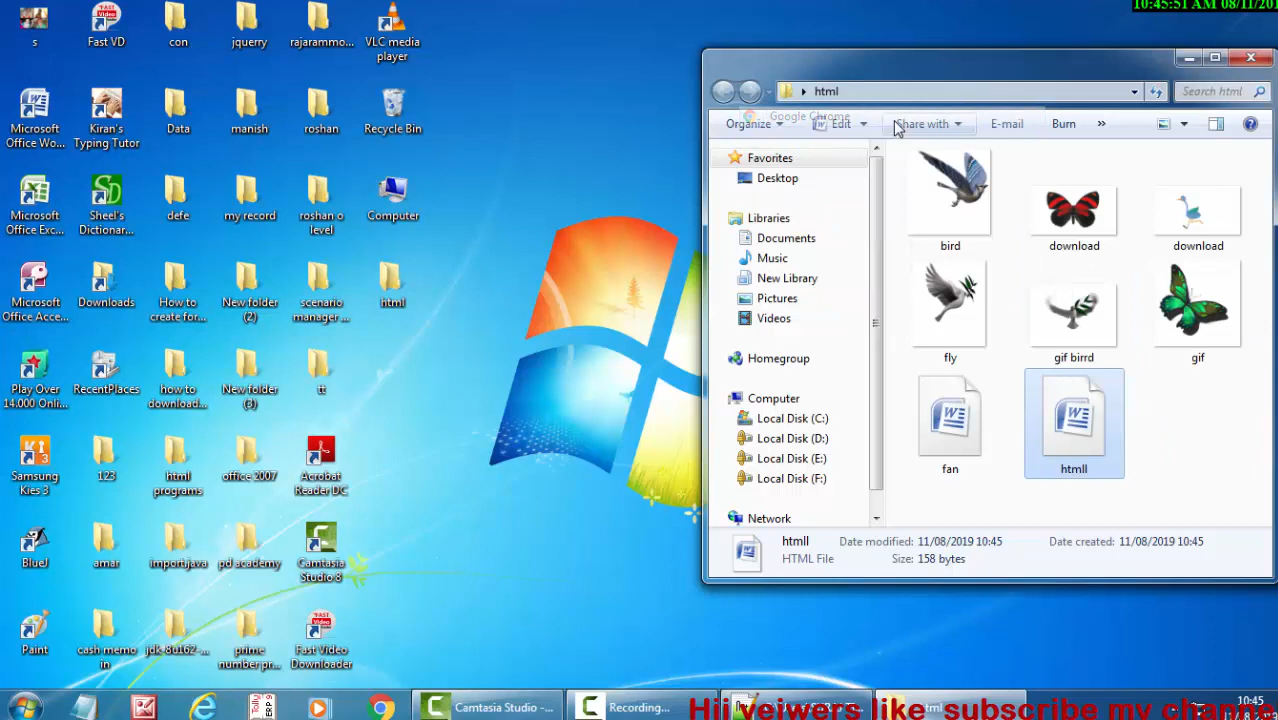 10:45:51 AM 08/11/201
s
Fast VD
con
jquerry
rajarammo...
VLC media
player
Microsoft
Office Wo...
Kiran's
Typing Tutor
Data
manish
roshan
Recycle Bin
Microsoft
Office Exc...
Sheel's
Dictionar...
defe
my record
roshan o
level
Computer
Microsoft
Office Acce...
Downloads
How to
create for...
New folder
(2)
scenario
manager ...
html
Play Over
14.000 Onli...
RecentPlaces
how to
download...
New folder
(3)
tt
Samsung
Kies 3
123
html
programs
office 2007
Acrobat
Reader DC
BlueJ
amar
importjava
pd academy
Camtasia
Studio 8
Paint
cash memo
in
jdk-8u162-...
prime
number pr...
Fast Video
Downloader
html
Search html
Google Chrome
Organize
Edit
Share with
E-mail
Burn
»
Favorites
Desktop
Libraries
Documents
Music
New Library
Pictures
Videos
Homegroup
Computer
Local Disk (C:)
Local Disk (D:)
Local Disk (E:)
Local Disk (F:)
Network
bird
download
download
fly
gif birrd
gif
fan
htmll
htmll
Date modified: 11/08/2019 10:45
Date created: 11/08/2019 10:45
HTML File
Size: 158 bytes
Camtasia Studio -...
Recording...
10:45
Hii veiwers like subscribe my channe